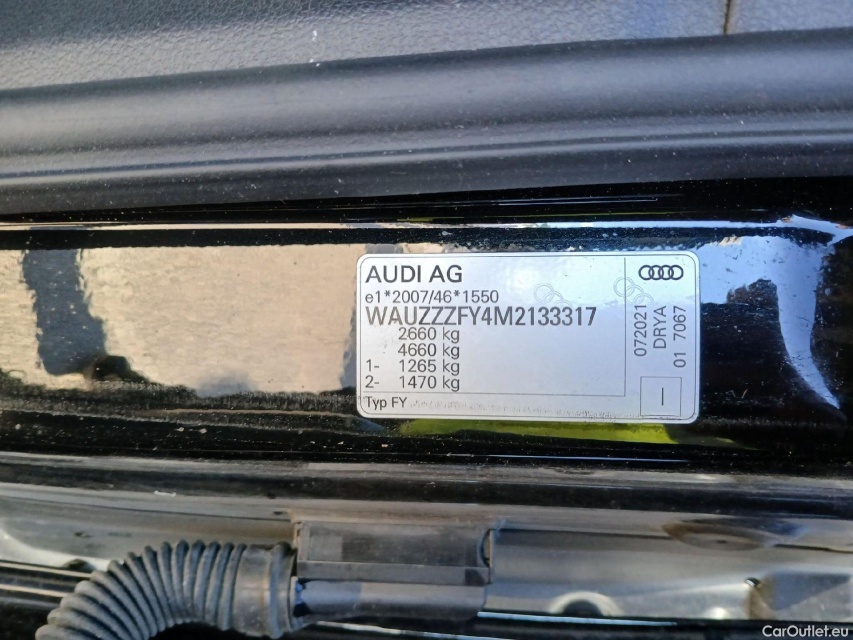 AUDI AG
e1*2007/46*1550
WAUZZZFY4M2133317
2660 kg
4660 kg
1- 1265 kg
2- 1470 kg
Typ FY
072021
DRYA
01 7067
CarOutlet.eu